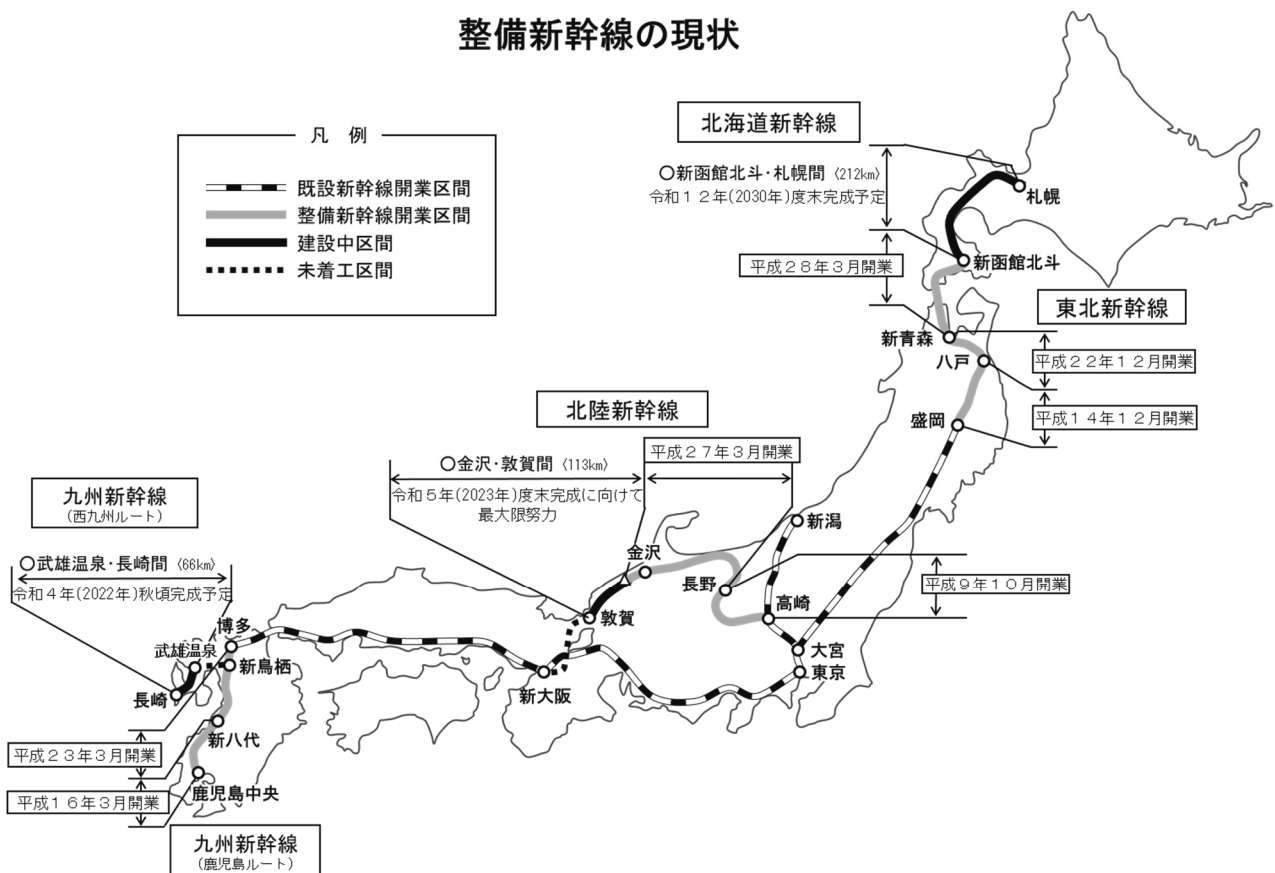 整備新幹線の現状
凡　例
既設新幹線開業区間
整備新幹線開業区間
建設中区間
未着工区間
北海道新幹線
○新函館北斗・札幌間〈212km〉
令和１２年(2030年)度末完成予定
札幌
平成２８年３月開業
新函館北斗
東北新幹線
新青森
八戸
平成２２年１２月開業
盛岡
平成１４年１２月開業
北陸新幹線
平成２７年３月開業
○金沢・敦賀間〈113km〉
令和５年(2023年)度末完成に向けて
最大限努力
新潟
金沢
長野
高崎
平成９年１０月開業
敦賀
大宮
東京
新大阪
九州新幹線
（西九州ルート）
○武雄温泉・長崎間〈66km〉
令和４年(2022年)秋頃完成予定
博多
武雄温泉
新鳥栖
長崎
新八代
平成２３年３月開業
鹿児島中央
平成１６年３月開業
九州新幹線
（鹿児島ルート）